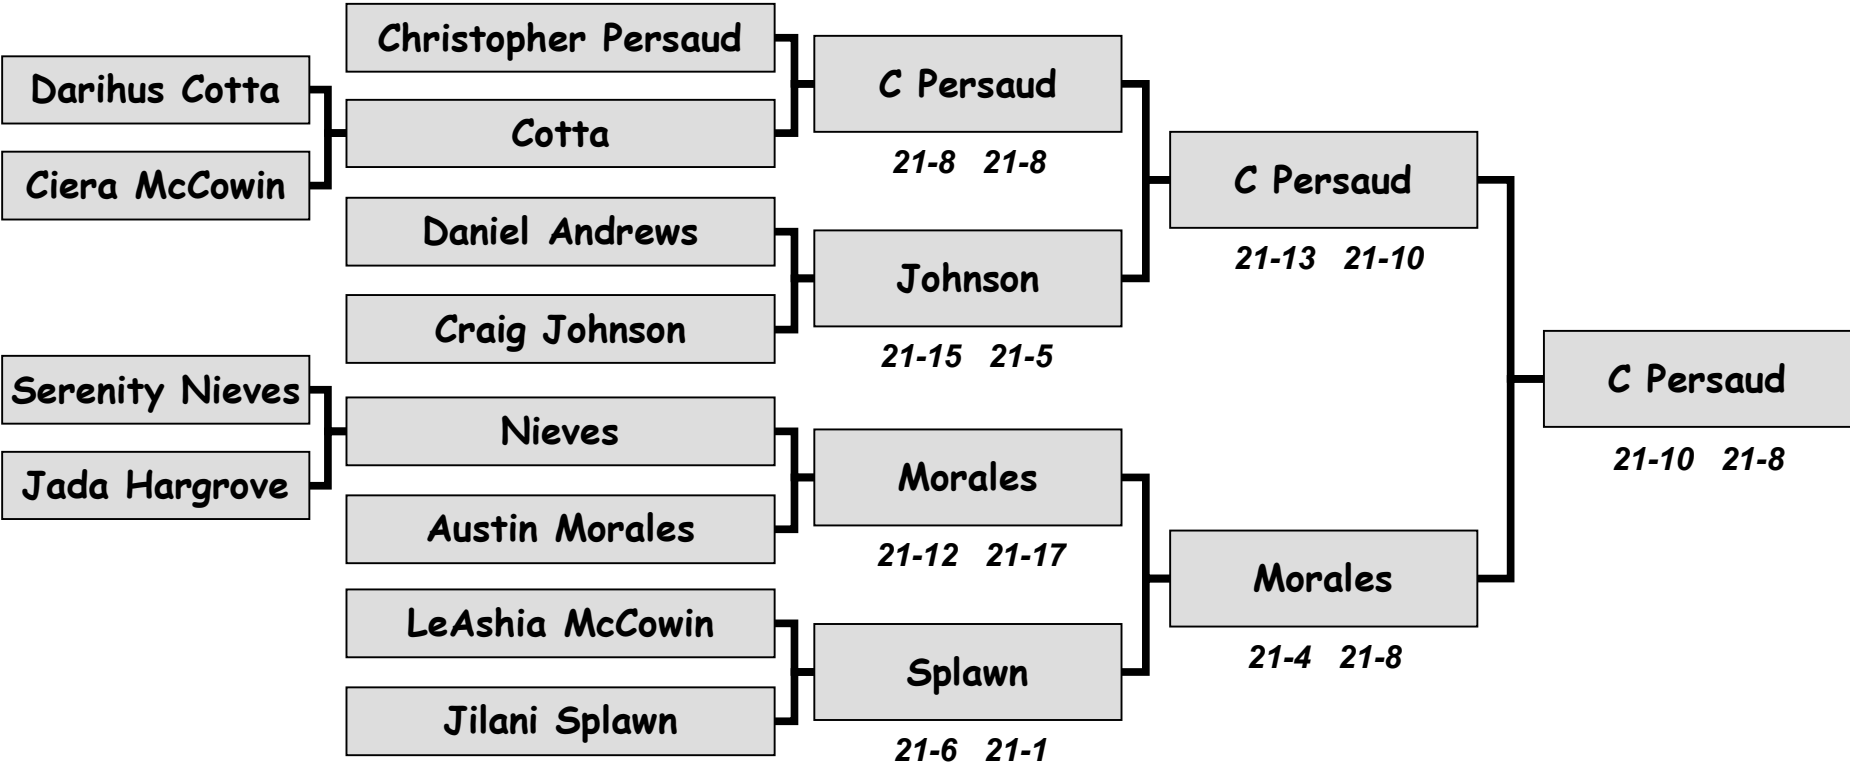 Darihus Cotta
Ciera McCowin
Serenity Nieves
Jada Hargrove
Christopher Persaud
Cotta
Daniel Andrews
Craig Johnson
Nieves
Austin Morales
LeAshia McCowin
Jilani Splawn
C Persaud
21-8 21-8
Johnson
21-15 21-5
Morales
21-12 21-17
Splawn
21-6 21-1
C Persaud
21-13 21-10
Morales
21-4 21-8
C Persaud
21-10 21-8